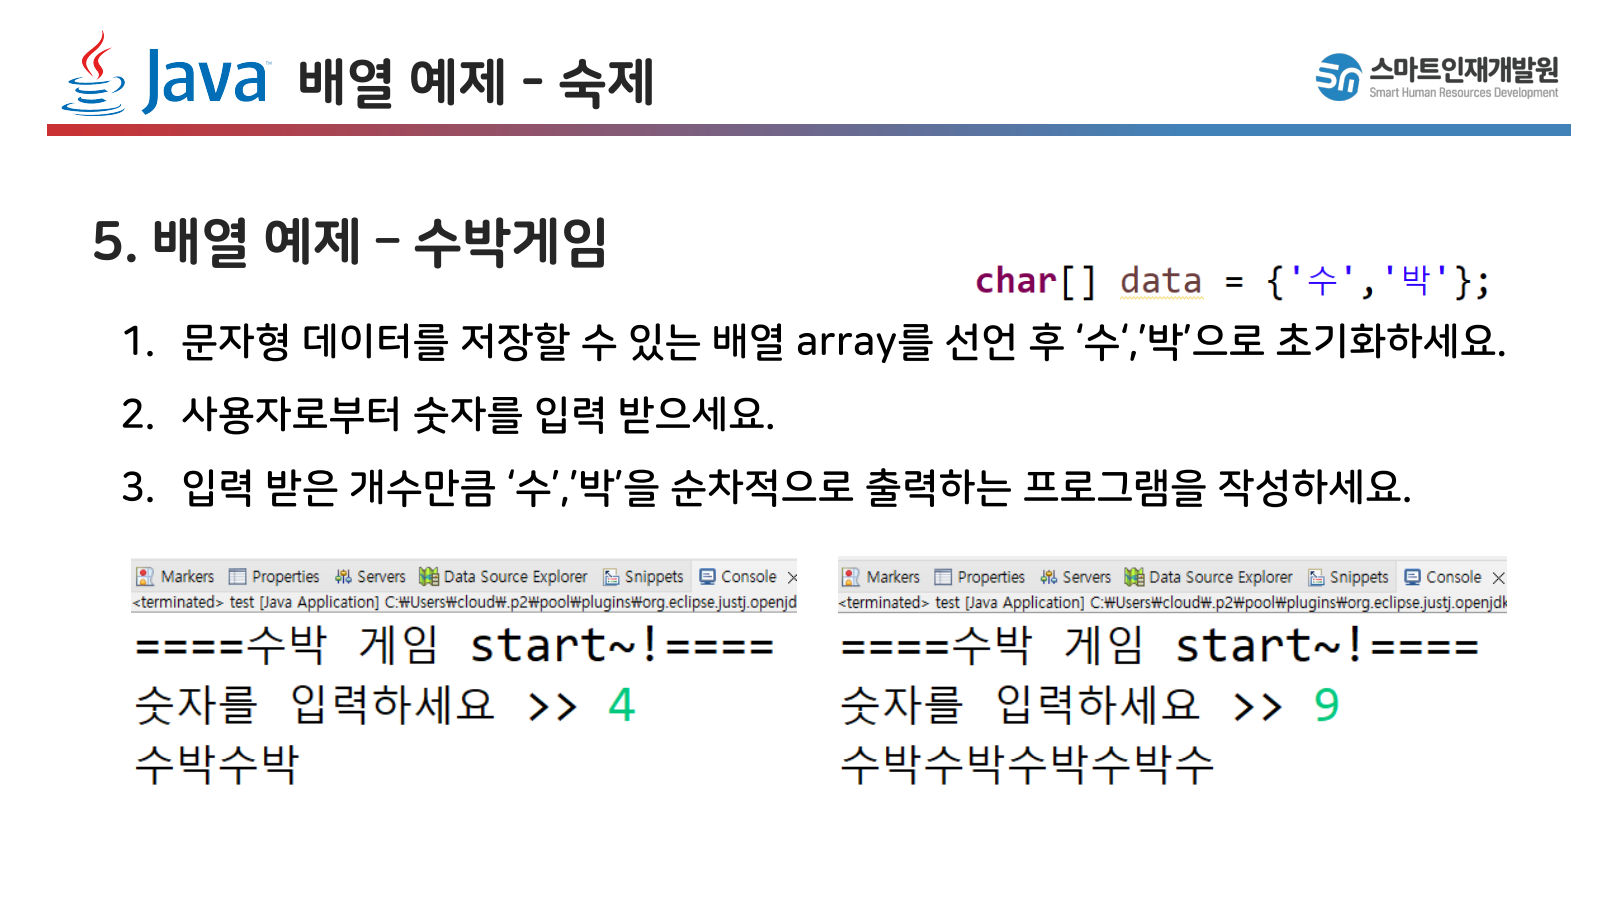 Java™ 배열 예제 - 숙제
스마트인재개발원
Smart Human Resources Development
5. 배열 예제 – 수박게임
char[] data = {'수','박'};
1. 문자형 데이터를 저장할 수 있는 배열 array를 선언 후 ‘수‘,’박’으로 초기화하세요.
2. 사용자로부터 숫자를 입력 받으세요.
3. 입력 받은 개수만큼 ‘수’,’박’을 순차적으로 출력하는 프로그램을 작성하세요.
Markers Properties Servers Data Source Explorer Snippets Console
<terminated> test [Java Application] C:₩Users₩cloud₩.p2₩pool₩plugins₩org.eclipse.justj.openjd
====수박 게임 start~!====
숫자를 입력하세요 >> 4
수박수박
Markers Properties Servers Data Source Explorer Snippets Console
<terminated> test [Java Application] C:₩Users₩cloud₩.p2₩pool₩plugins₩org.eclipse.justj.openjdk
====수박 게임 start~!====
숫자를 입력하세요 >> 9
수박수박수박수박수